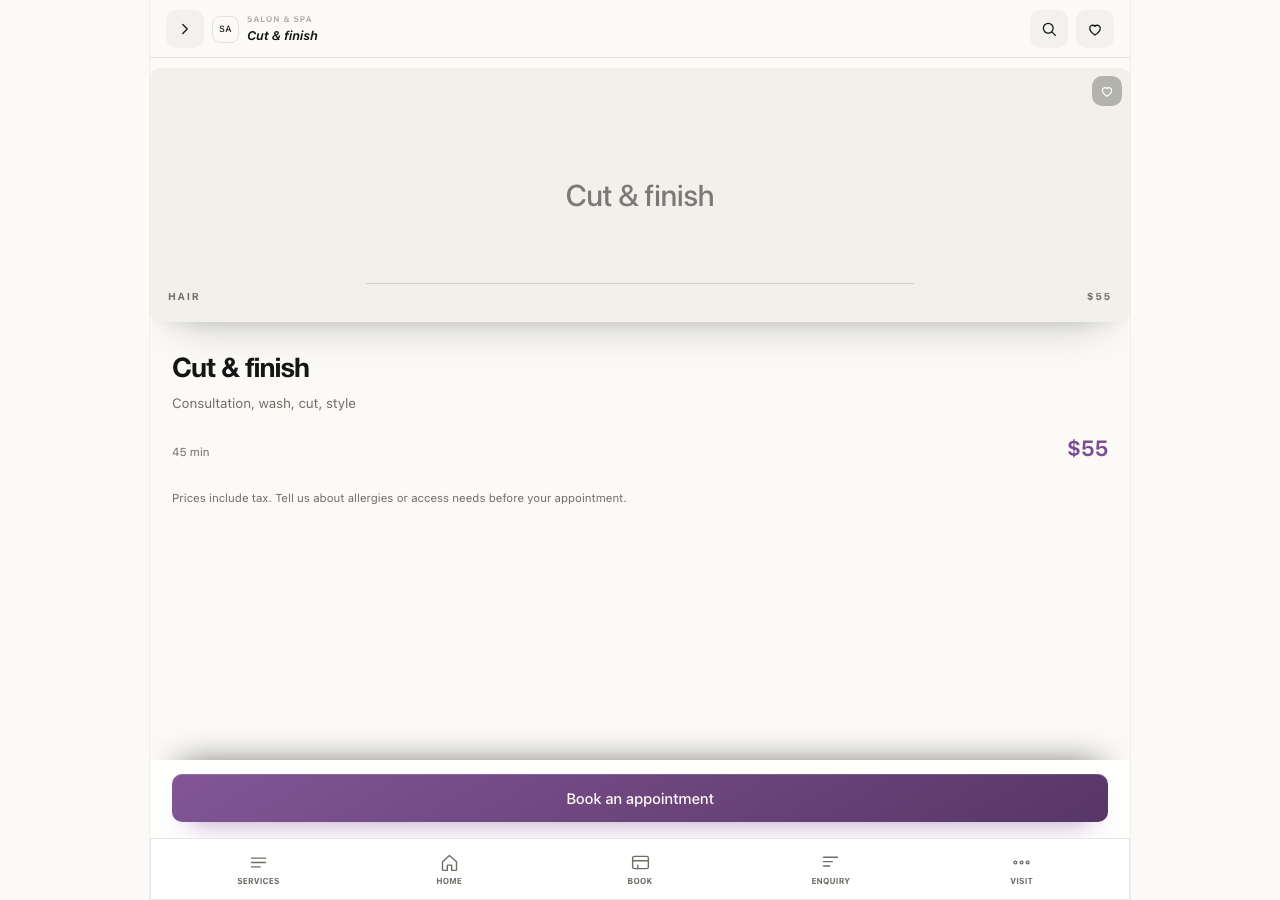 SA
SALON & SPA
Cut & finish
Cut & finish
HAIR
$55
Cut & finish
Consultation, wash, cut, style
45 min
$55
Prices include tax. Tell us about allergies or access needs before your appointment.
Book an appointment
SERVICES
HOME
BOOK
ENQUIRY
VISIT